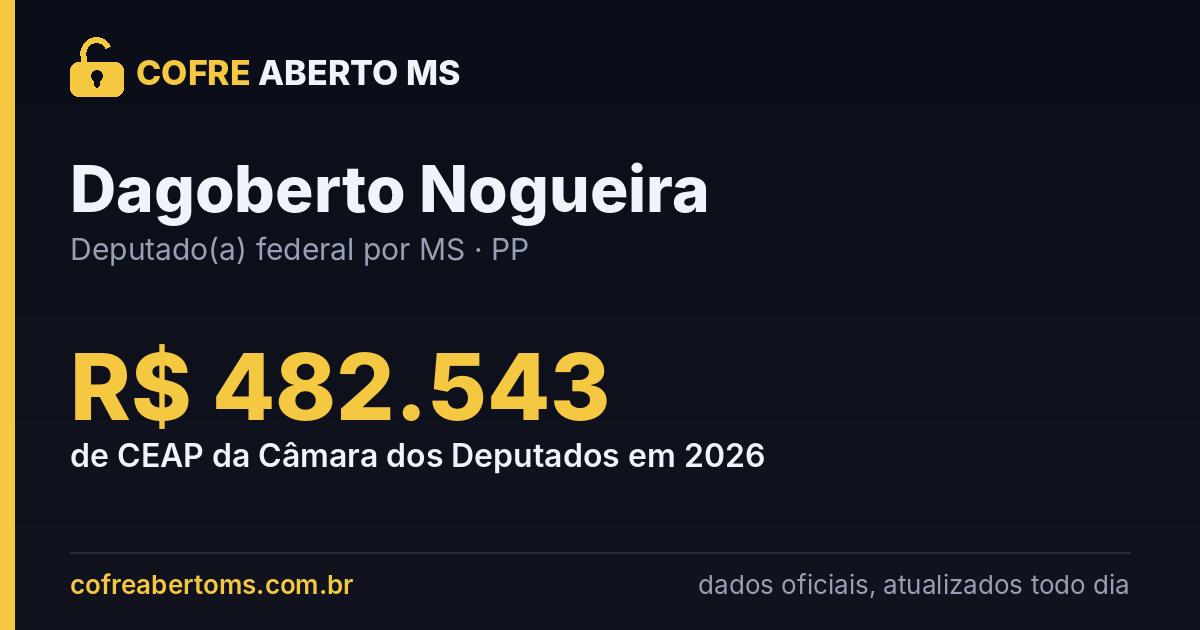 COFRE ABERTO MS
Dagoberto Nogueira
Deputado(a) federal por MS · PP
R$ 482.543
de CEAP da Câmara dos Deputados em 2026
cofreabertoms.com.br
dados oficiais, atualizados todo dia